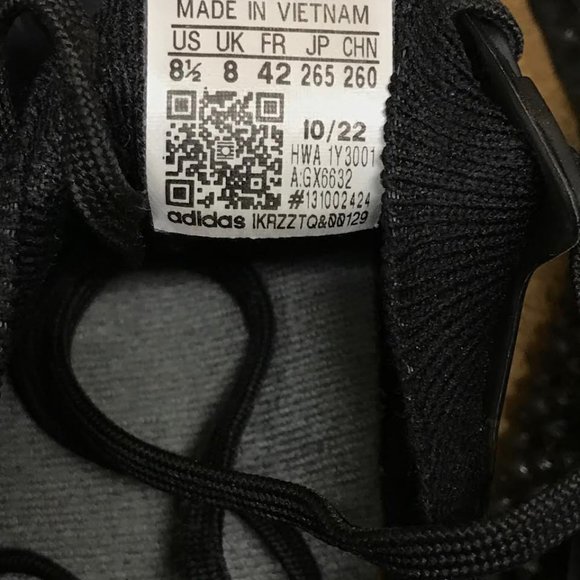 MADE IN VIETNAM
US UK FR JP CHN
8½ 8 42 265 260
10/22
HWA 1Y3001
A:GX6632
#131002424
adidas IKRZZTQ&00129